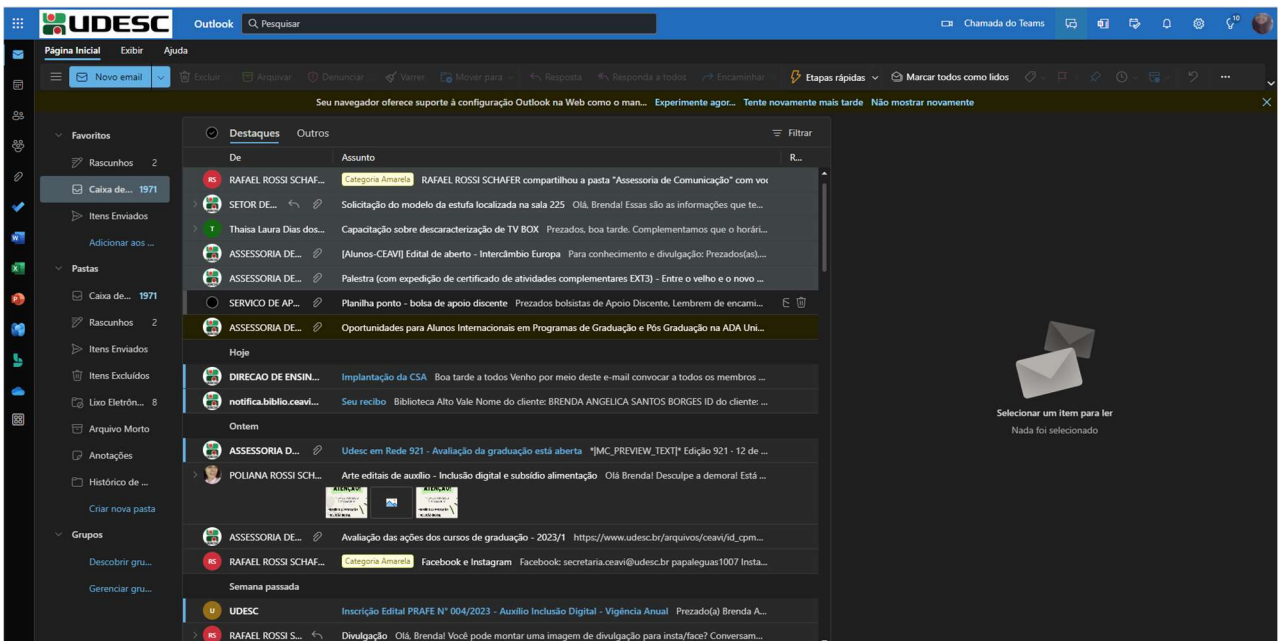 UDESC
Outlook
Pesquisar
Chamada do Teams
10
Página Inicial Exibir Ajuda
Novo email
Excluir
Arquivar
Denunciar
Varrer
Mover para
Resposta
Responda a todos
Encaminhar
Etapas rápidas
Marcar todos como lidos
Seu navegador oferece suporte à configuração Outlook na Web como o man... Experimente agor... Tente novamente mais tarde Não mostrar novamente
Favoritos
Rascunhos 2
Caixa de... 1971
Itens Enviados
Adicionar aos ...
Pastas
Caixa de... 1971
Rascunhos 2
Itens Enviados
Itens Excluídos
Lixo Eletrôn... 8
Arquivo Morto
Anotações
Histórico de ...
Criar nova pasta
Grupos
Descobrir gru...
Gerenciar gru...
Destaques Outros
Filtrar
De Assunto R...
RS RAFAEL ROSSI SCHAF... Categoria Amarela RAFAEL ROSSI SCHAFER compartilhou a pasta "Assessoria de Comunicação" com voc
SETOR DE... Solicitação do modelo da estufa localizada na sala 225 Olá, Brenda! Essas são as informações que te...
T Thaisa Laura Dias dos... Capacitação sobre descaracterização de TV BOX Prezados, boa tarde. Complementamos que o horári...
ASSESSORIA DE... [Alunos-CEAVI] Edital de aberto - Intercâmbio Europa Para conhecimento e divulgação: Prezados(as),...
ASSESSORIA DE... Palestra (com expedição de certificado de atividades complementares EXT3) - Entre o velho e o novo ...
SERVICO DE AP... Planilha ponto - bolsa de apoio discente Prezados bolsistas de Apoio Discente, Lembrem de encami...
ASSESSORIA DE... Oportunidades para Alunos Internacionais em Programas de Graduação e Pós Graduação na ADA Uni...
Hoje
DIRECAO DE ENSIN... Implantação da CSA Boa tarde a todos Venho por meio deste e-mail convocar a todos os membros ...
notifica.biblio.ceavi... Seu recibo Biblioteca Alto Vale Nome do cliente: BRENDA ANGELICA SANTOS BORGES ID do cliente: ...
Ontem
ASSESSORIA D... Udesc em Rede 921 - Avaliação da graduação está aberta *|MC_PREVIEW_TEXT|* Edição 921 - 12 de ...
POLIANA ROSSI SCH... Arte editais de auxílio - Inclusão digital e subsídio alimentação Olá Brenda! Desculpe a demora! Está ...
ATENÇÃO! ATENÇÃO!
ASSESSORIA DE... Avaliação das ações dos cursos de graduação - 2023/1 https://www.udesc.br/arquivos/ceavi/id_cpm...
RS RAFAEL ROSSI SCHAF... Categoria Amarela Facebook e Instagram Facebook: secretaria.ceavi@udesc.br papaleguas1007 Insta...
Semana passada
U UDESC Inscrição Edital PRAFE N° 004/2023 - Auxílio Inclusão Digital - Vigência Anual Prezado(a) Brenda A...
RS RAFAEL ROSSI S... Divulgação Olá, Brenda! Você pode montar uma imagem de divulgação para insta/face? Conversam...
Selecionar um item para ler
Nada foi selecionado